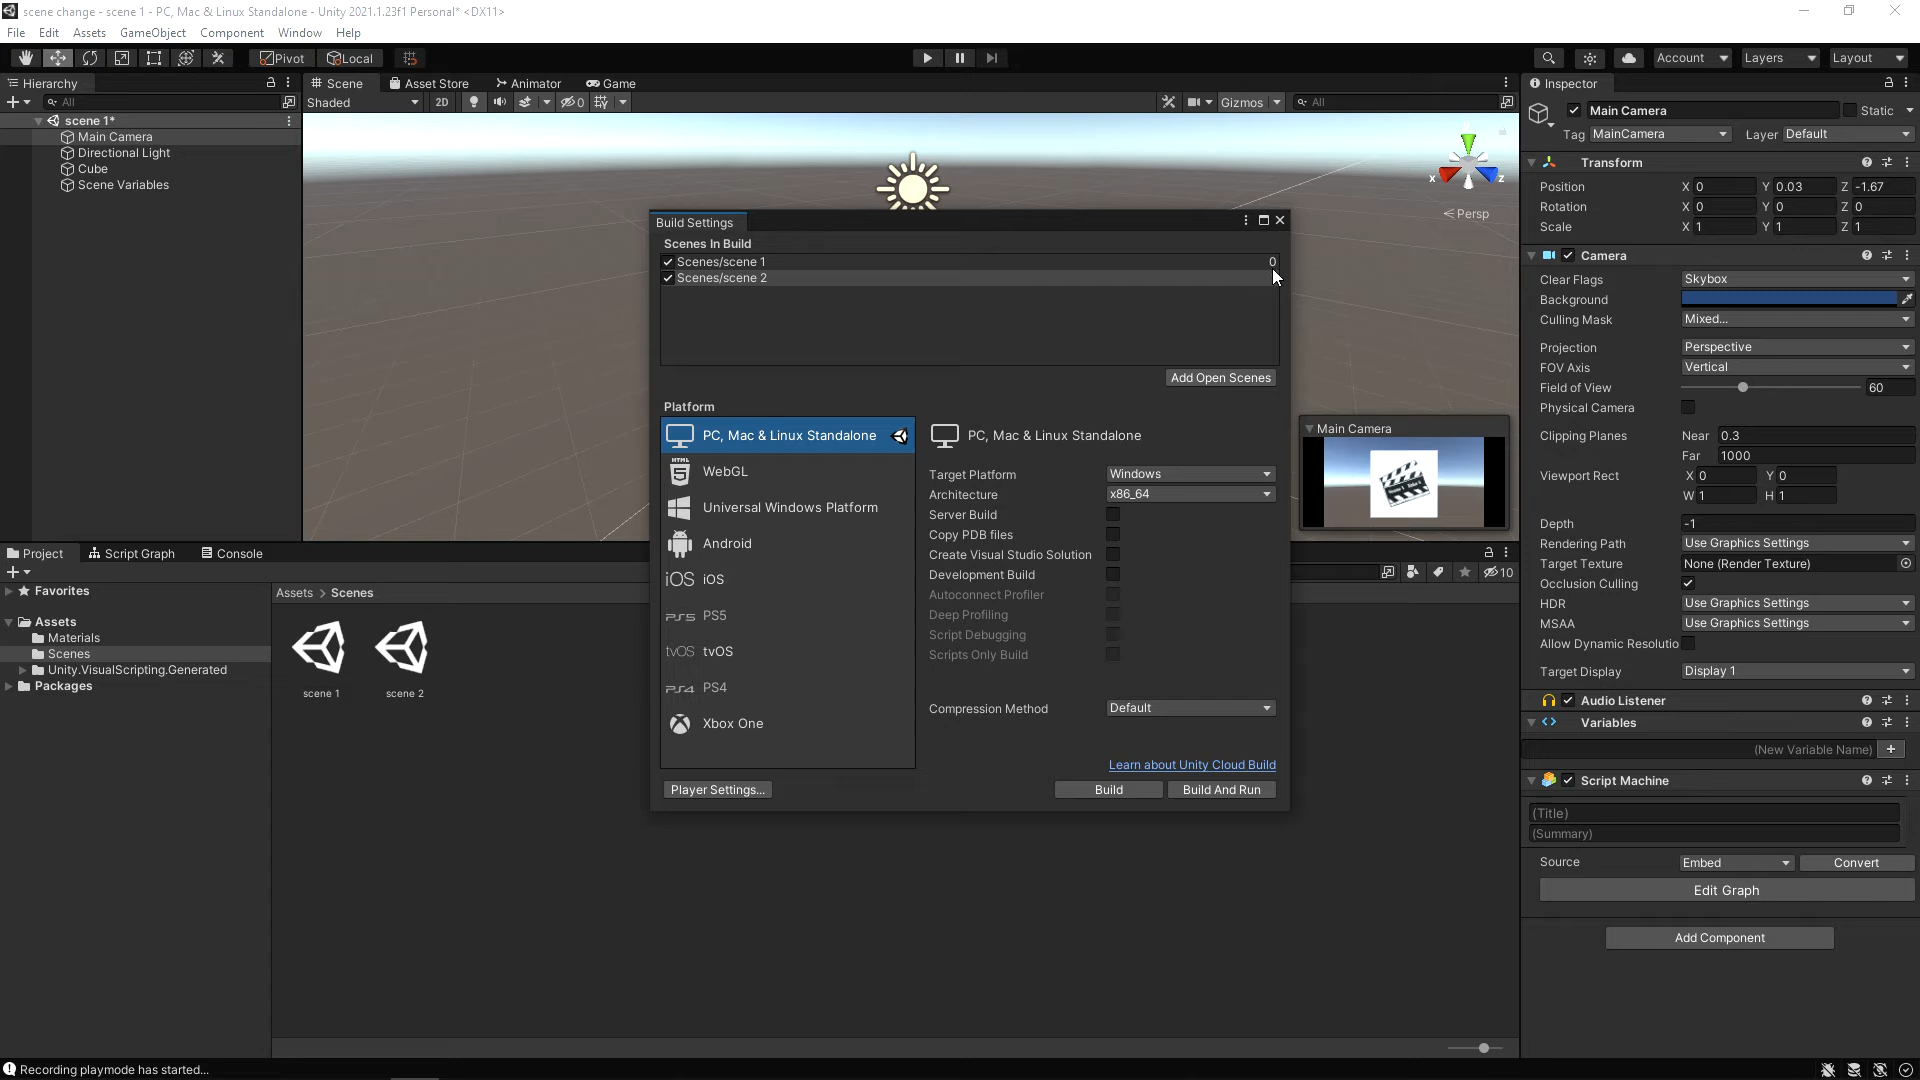 scene change - scene 1 - PC, Mac & Linux Standalone - Unity 2021.1.23f1 Personal* <DX11>
File Edit Assets GameObject Component Window Help
Pivot Local Account Layers Layout
Hierarchy
All
scene 1*
Main Camera
Directional Light
Cube
Scene Variables
Scene Asset Store Animator Game
Shaded 2D 0 Gizmos All
x z
Persp
Build Settings
Scenes In Build
Scenes/scene 1 0
Scenes/scene 2
Add Open Scenes
Platform
PC, Mac & Linux Standalone
HTML WebGL
Universal Windows Platform
Android
iOS iOS
PS5 PS5
tvOS tvOS
PS4 PS4
Xbox One
PC, Mac & Linux Standalone
Target Platform Windows
Architecture x86_64
Server Build
Copy PDB files
Create Visual Studio Solution
Development Build
Autoconnect Profiler
Deep Profiling
Script Debugging
Scripts Only Build
Compression Method Default
Learn about Unity Cloud Build
Player Settings... Build Build And Run
Main Camera
Project Script Graph Console
10
Favorites
Assets
Materials
Scenes
Unity.VisualScripting.Generated
Packages
Assets > Scenes
scene 1 scene 2
Recording playmode has started...
Inspector
Main Camera Static
Tag MainCamera Layer Default
Transform
Position X 0 Y 0.03 Z -1.67
Rotation X 0 Y 0 Z 0
Scale X 1 Y 1 Z 1
Camera
Clear Flags Skybox
Background
Culling Mask Mixed...
Projection Perspective
FOV Axis Vertical
Field of View 60
Physical Camera
Clipping Planes Near 0.3
Far 1000
Viewport Rect X 0 Y 0
W 1 H 1
Depth -1
Rendering Path Use Graphics Settings
Target Texture None (Render Texture)
Occlusion Culling
HDR Use Graphics Settings
MSAA Use Graphics Settings
Allow Dynamic Resolutio
Target Display Display 1
Audio Listener
Variables
(New Variable Name)
Script Machine
(Title)
(Summary)
Source Embed Convert
Edit Graph
Add Component